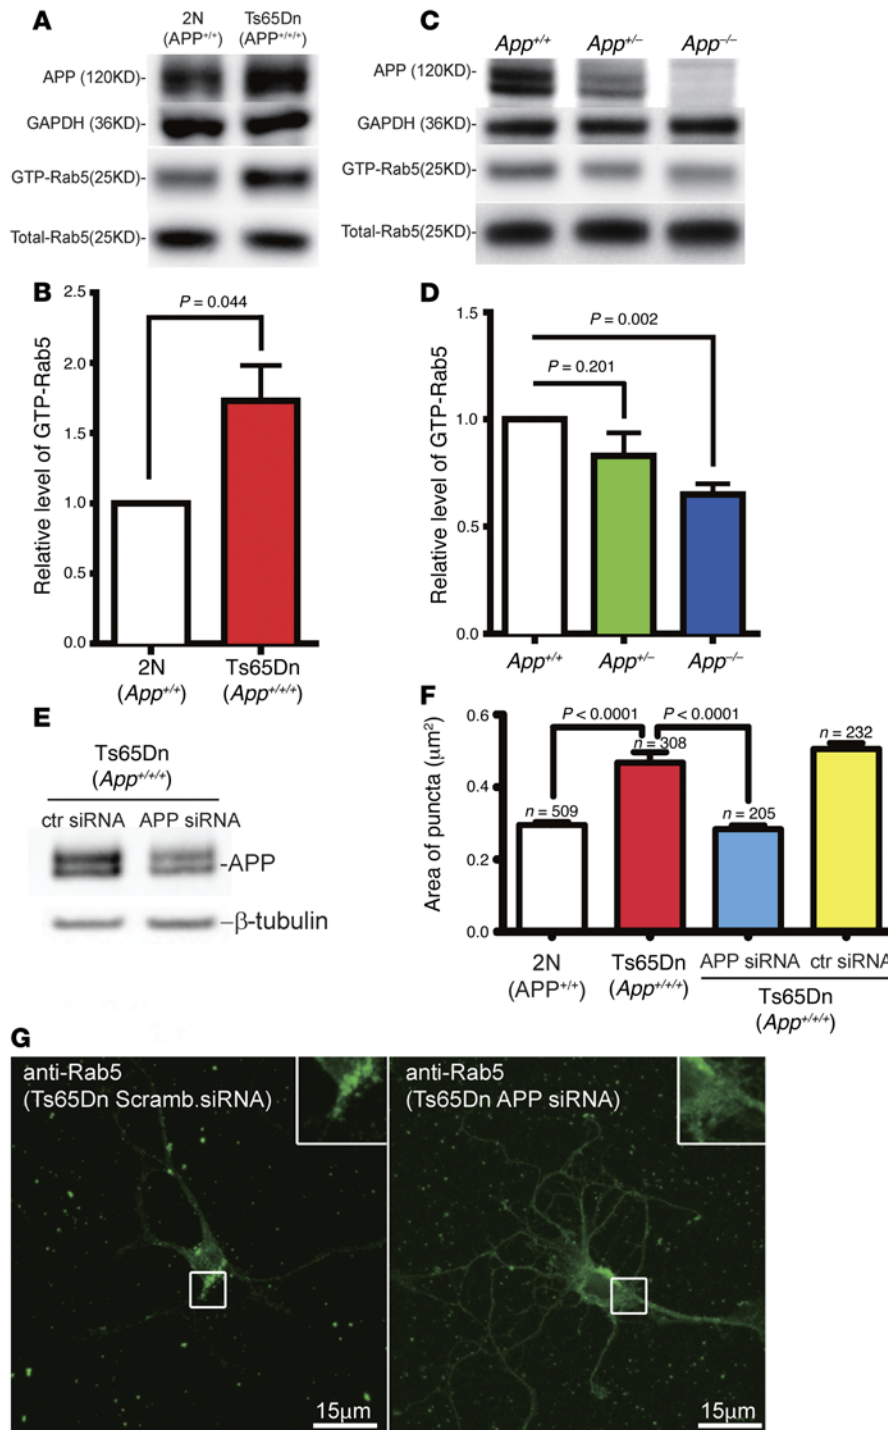 A
2N
(APP+/+)
Ts65Dn
(APP+/+/+)
APP (120KD)-
GAPDH (36KD)-
GTP-Rab5(25KD)-
Total-Rab5(25KD)-
C
App+/+
App+/–
App–/–
APP (120KD)-
GAPDH (36KD)-
GTP-Rab5(25KD)-
Total-Rab5(25KD)-
B
Relative level of GTP-Rab5
2.5
2.0
1.5
1.0
0.5
0.0
P = 0.044
2N
(App+/+)
Ts65Dn
(App+/+/+)
D
Relative level of GTP-Rab5
1.5
1.0
0.5
0.0
P = 0.002
P = 0.201
App+/+
App+/–
App–/–
E
Ts65Dn
(App+/+/+)
ctr siRNA
APP siRNA
-APP
–β-tubulin
F
Area of puncta (μm²)
0.6
0.4
0.2
0.0
P < 0.0001
P < 0.0001
n = 509
n = 308
n = 205
n = 232
2N
(APP+/+)
Ts65Dn
(App+/+/+)
APP siRNA
ctr siRNA
Ts65Dn
(App+/+/+)
G
anti-Rab5
(Ts65Dn Scramb.siRNA)
15μm
anti-Rab5
(Ts65Dn APP siRNA)
15μm